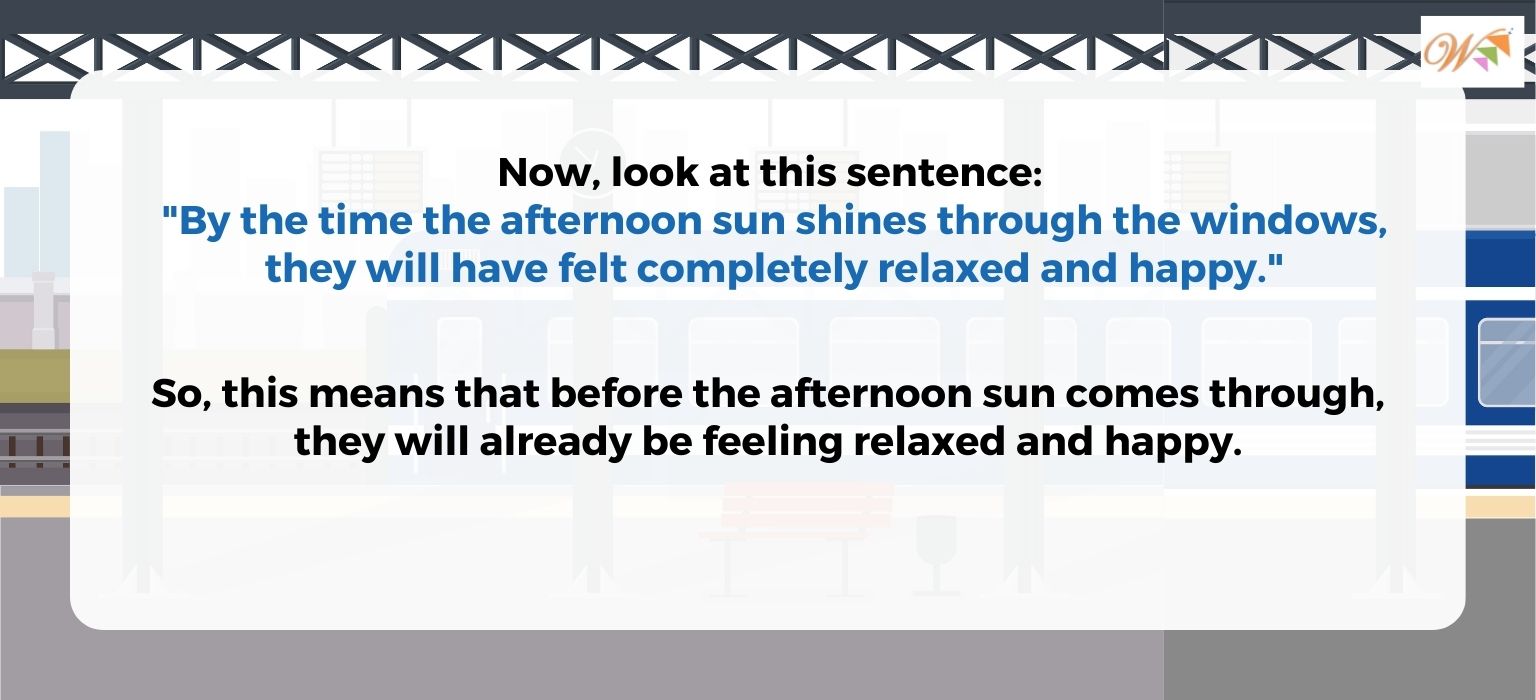 Now, look at this sentence:
"By the time the afternoon sun shines through the windows,
they will have felt completely relaxed and happy."
So, this means that before the afternoon sun comes through,
they will already be feeling relaxed and happy.
W